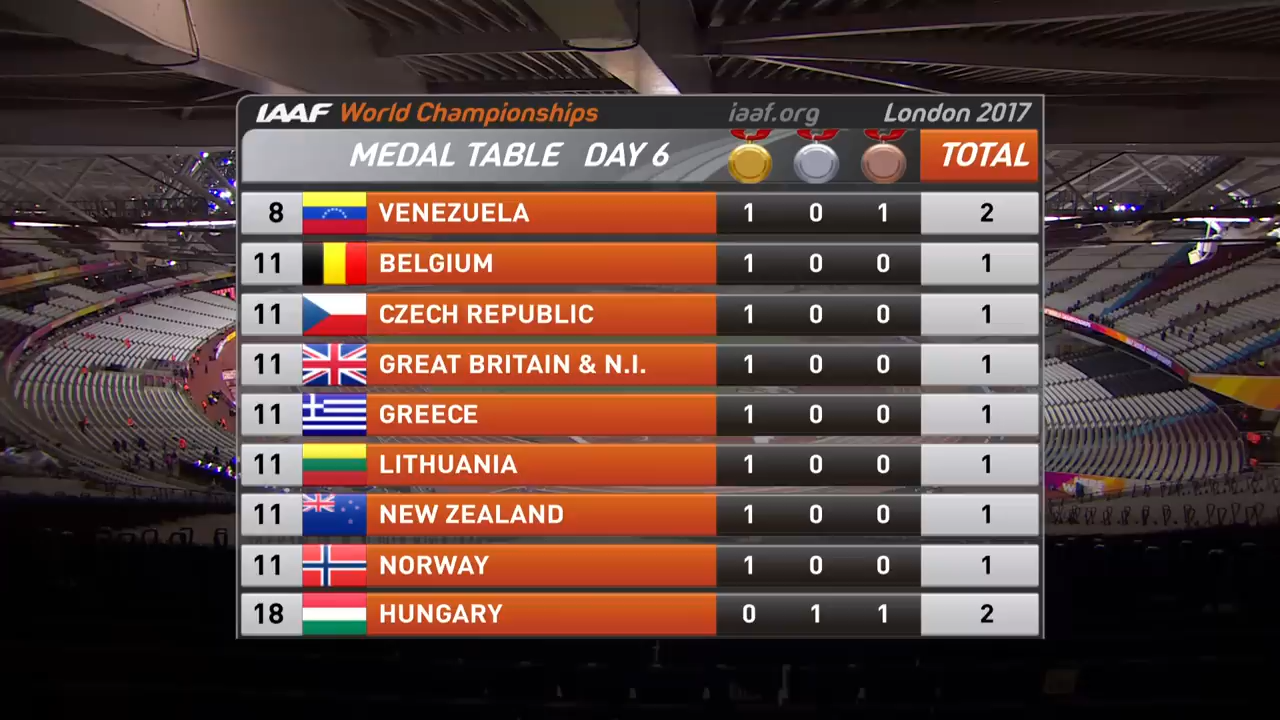 IAAF World Championships iaaf.org London 2017
MEDAL TABLE DAY 6 TOTAL
8 VENEZUELA 1 0 1 2
11 BELGIUM 1 0 0 1
11 CZECH REPUBLIC 1 0 0 1
11 GREAT BRITAIN & N.I. 1 0 0 1
11 GREECE 1 0 0 1
11 LITHUANIA 1 0 0 1
11 NEW ZEALAND 1 0 0 1
11 NORWAY 1 0 0 1
18 HUNGARY 0 1 1 2